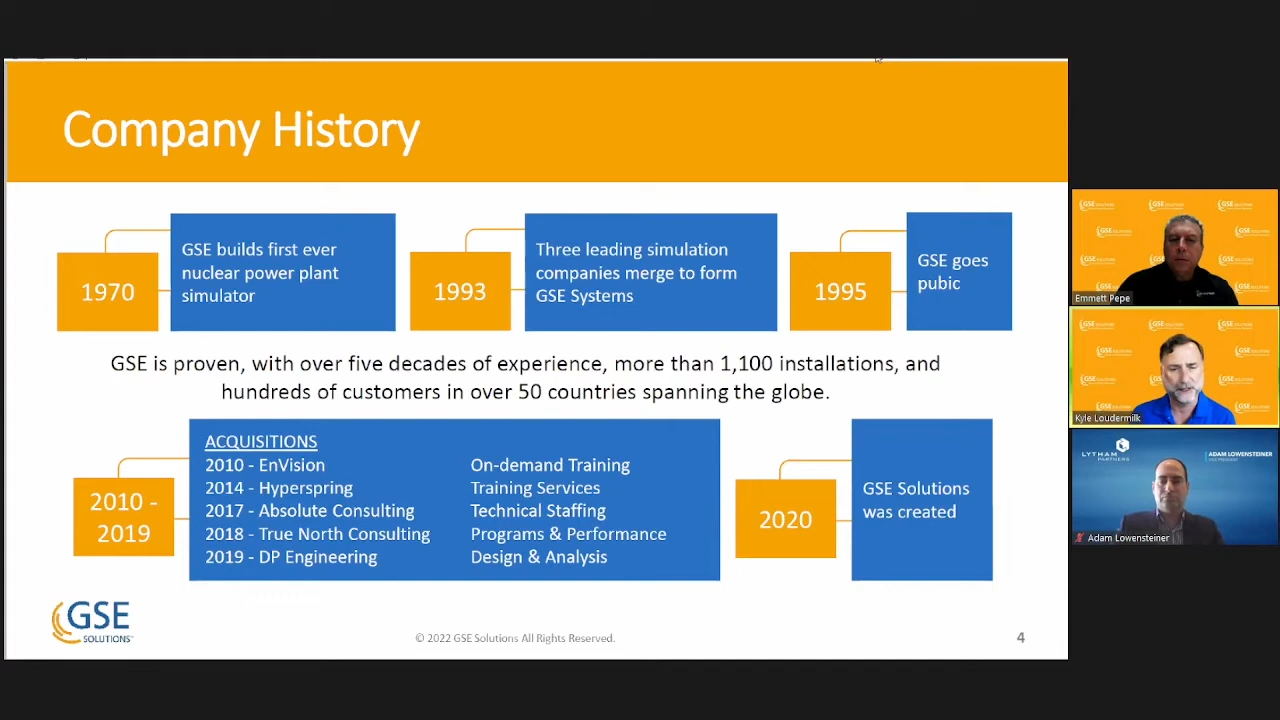 Company History
1970
GSE builds first ever
nuclear power plant
simulator
1993
Three leading simulation
companies merge to form
GSE Systems
1995
GSE goes
pubic
GSE is proven, with over five decades of experience, more than 1,100 installations, and
hundreds of customers in over 50 countries spanning the globe.
2010 -
2019
ACQUISITIONS
2010 - EnVision On-demand Training
2014 - Hyperspring Training Services
2017 - Absolute Consulting Technical Staffing
2018 - True North Consulting Programs & Performance
2019 - DP Engineering Design & Analysis
2020
GSE Solutions
was created
GSE
SOLUTIONS
© 2022 GSE Solutions All Rights Reserved.
4
Emmett Pepe
Kyle Loudermilk
LYTHAM
PARTNERS
ADAM LOWENSTEINER
VICE PRESIDENT
Adam Lowensteiner